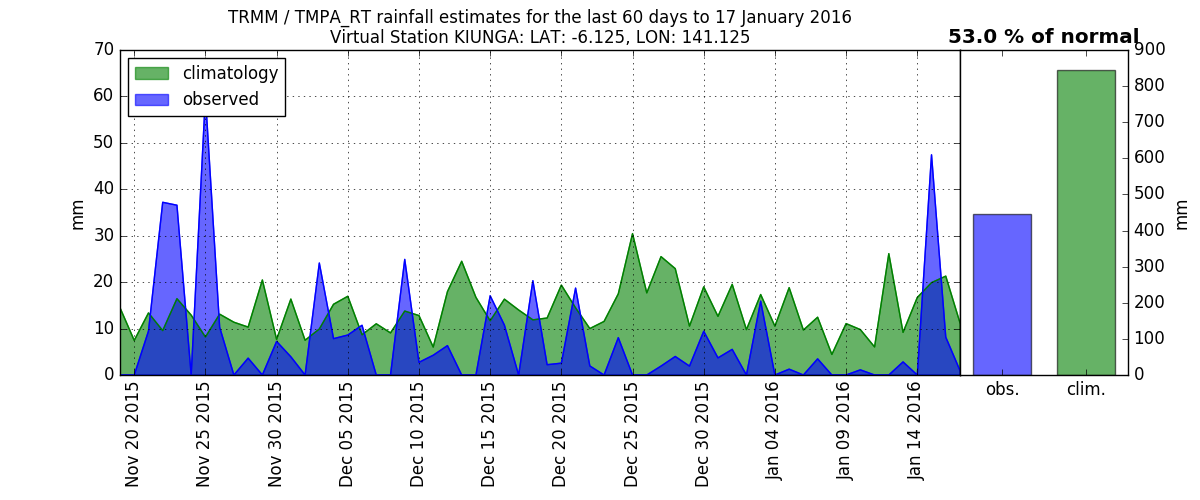 TRMM / TMPA_RT rainfall estimates for the last 60 days to 17 January 2016
Virtual Station KIUNGA: LAT: -6.125, LON: 141.125
53.0 % of normal
climatology
observed
mm
70
60
50
40
30
20
10
0
Nov 20 2015
Nov 25 2015
Nov 30 2015
Dec 05 2015
Dec 10 2015
Dec 15 2015
Dec 20 2015
Dec 25 2015
Dec 30 2015
Jan 04 2016
Jan 09 2016
Jan 14 2016
900
800
700
600
500
400
300
200
100
0
mm
obs.
clim.